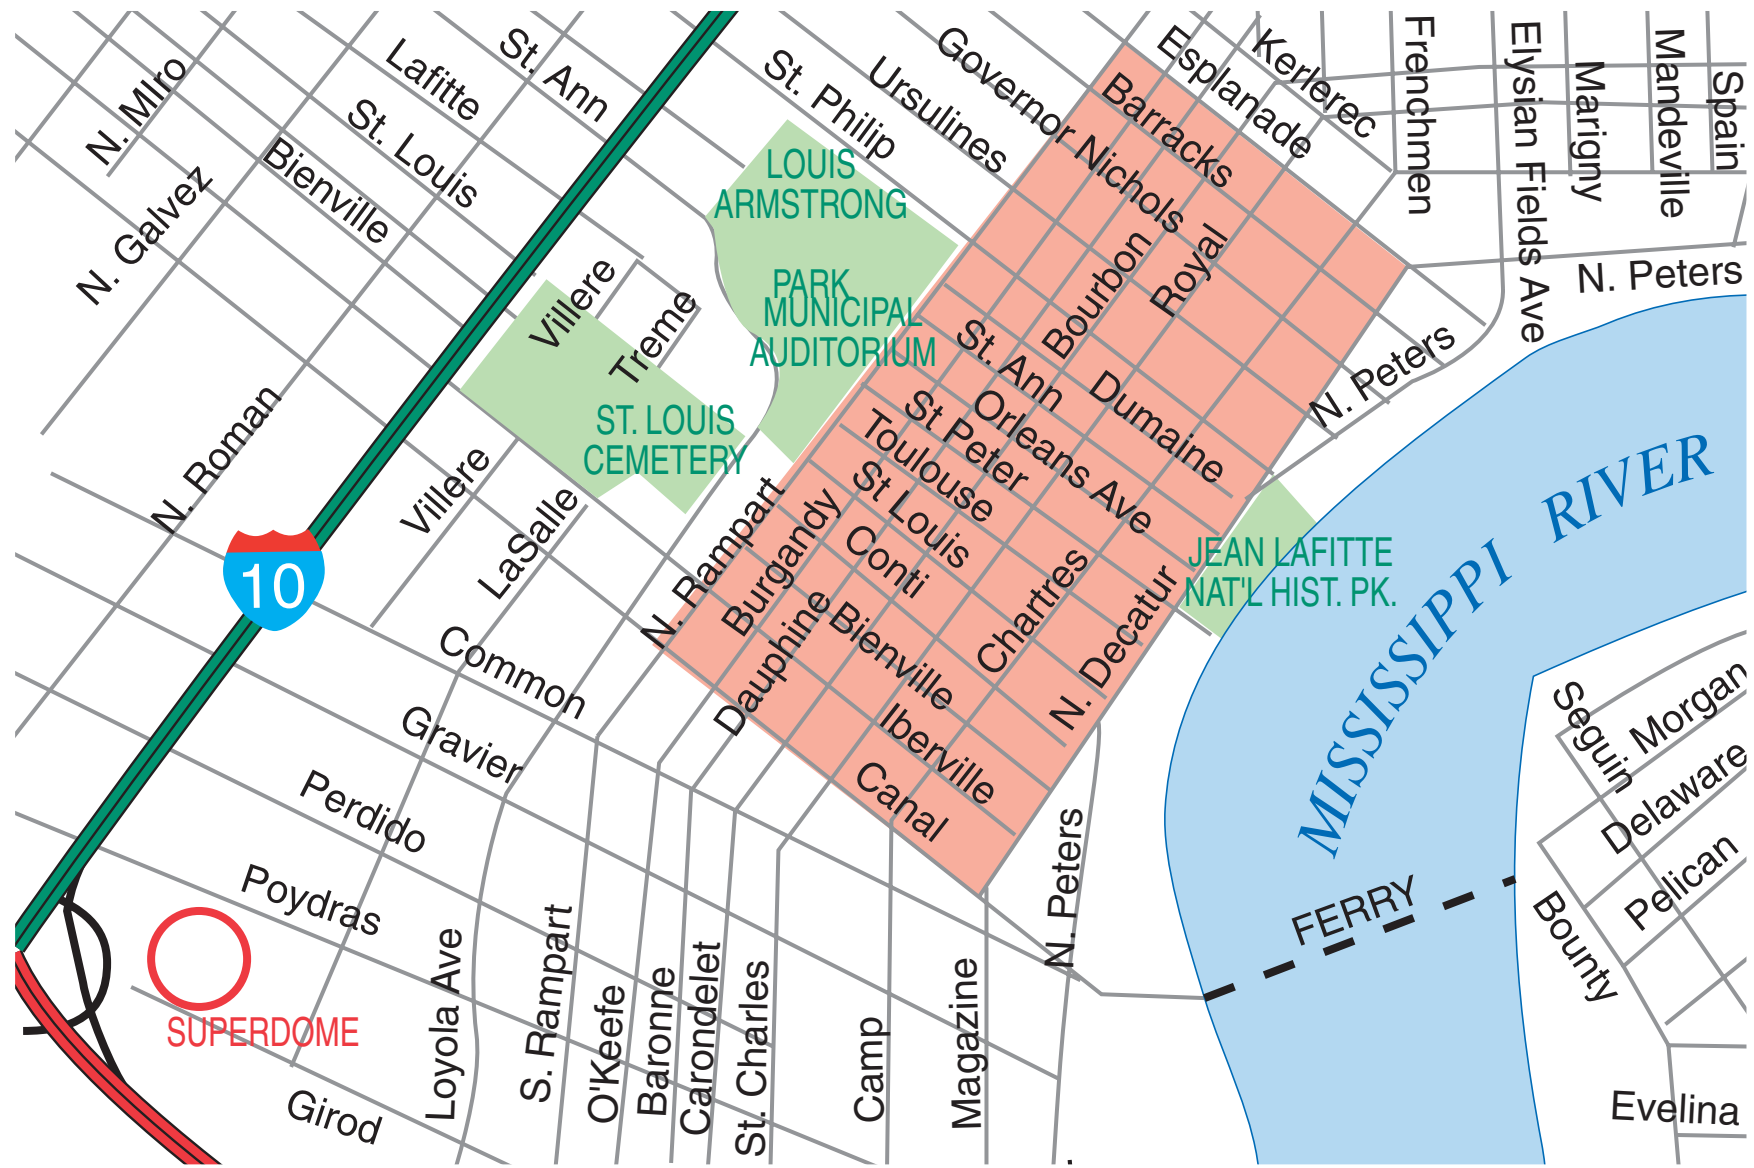 N. MIro
Lafitte
St. Ann
St. Louis
Bienville
N. Galvez
St. Philip
Ursulines
Governor Nichols
Barracks
Esplanade
Kerlerec
Frenchmen
Elysian Fields Ave
Marigny
Mandeville
Spain
LOUIS
ARMSTRONG
PARK
MUNICIPAL
AUDITORIUM
Villere
Treme
ST. LOUIS
CEMETERY
N. Roman
Villere
LaSalle
Bourbon
Royal
N. Peters
N. Peters
St. Ann
Dumaine
Orleans Ave
St Peter
Toulouse
St Louis
Conti
Bienville
Iberville
Canal
N. Rampart
Burgandy
Dauphine
Chartres
N. Decatur
JEAN LAFITTE
NAT'L HIST. PK.
MISSISSIPPI RIVER
10
Common
Gravier
Perdido
Poydras
SUPERDOME
Girod
Loyola Ave
S. Rampart
O'Keefe
Baronne
Carondelet
St. Charles
Camp
Magazine
N. Peters
FERRY
Seguin
Morgan
Delaware
Pelican
Bounty
Evelina